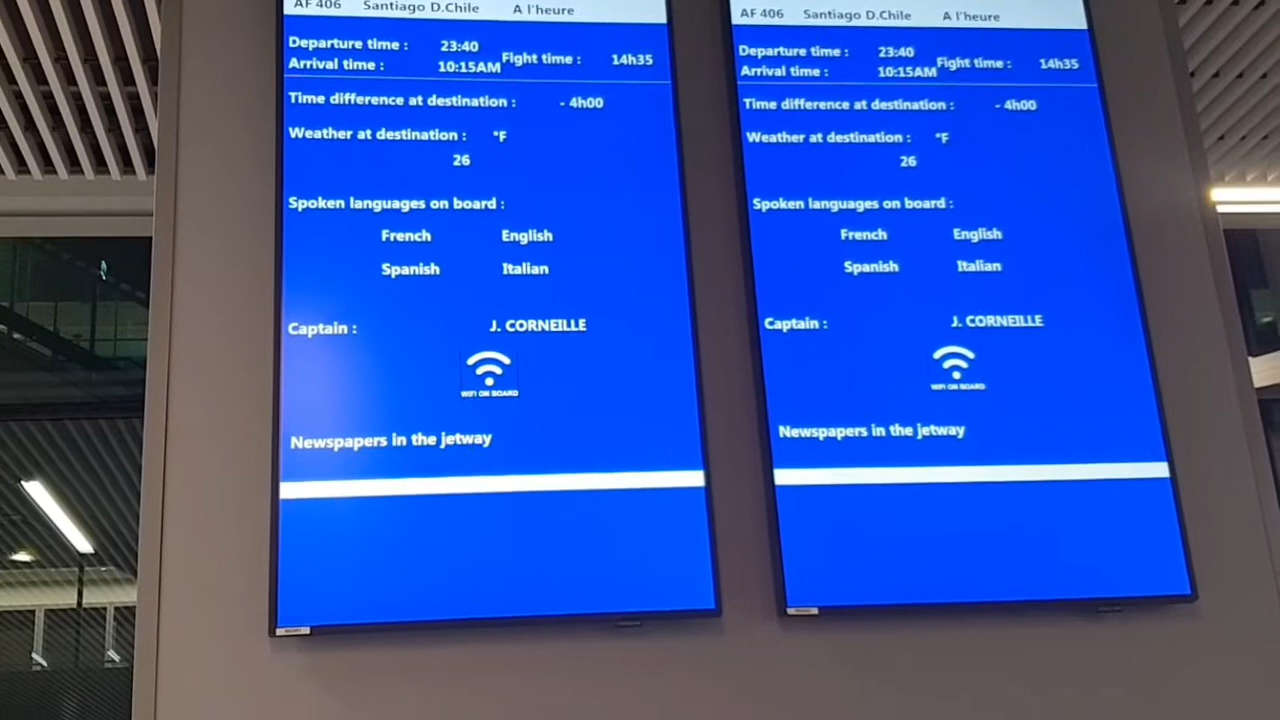 AF 406 Santiago D.Chile A l'heure
Departure time : 23:40
Fight time : 14h35
Arrival time : 10:15AM
Time difference at destination : - 4h00
Weather at destination : °F
26
Spoken languages on board :
French English
Spanish Italian
Captain : J. CORNEILLE
WIFI ON BOARD
Newspapers in the jetway
AF 406 Santiago D.Chile A l'heure
Departure time : 23:40
Fight time : 14h35
Arrival time : 10:15AM
Time difference at destination : - 4h00
Weather at destination : °F
26
Spoken languages on board :
French English
Spanish Italian
Captain : J. CORNEILLE
WIFI ON BOARD
Newspapers in the jetway